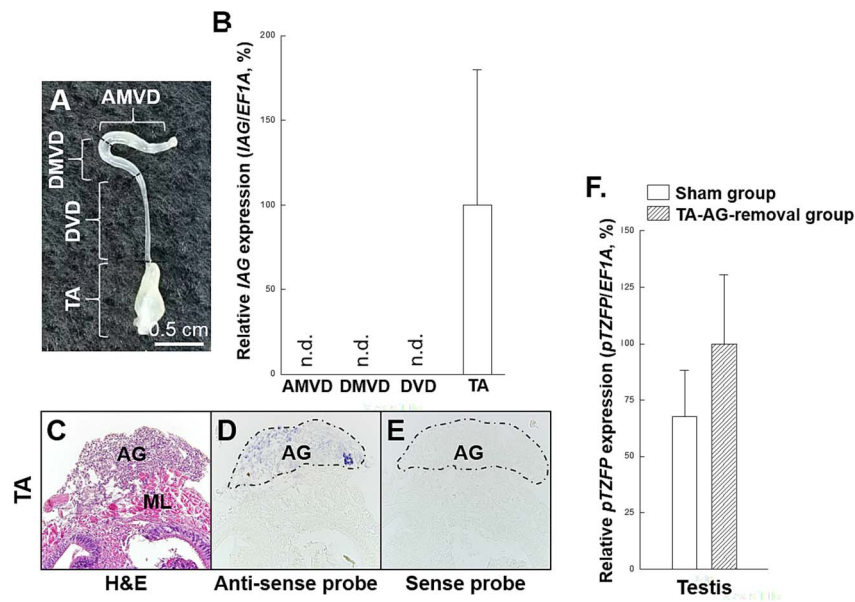 A
AMVD
DMVD
DVD
TA
0.5 cm
B
Relative IAG expression (IAG/EF1A, %)
200
150
100
50
0
n.d.
n.d.
n.d.
AMVD DMVD DVD TA
TA
C
AG
ML
H&E
D
AG
Anti-sense probe
E
AG
Sense probe
F.
Sham group
TA-AG-removal group
Relative pTZFP expression (pTZFP/EF1A, %)
150
125
100
75
50
25
0
Testis